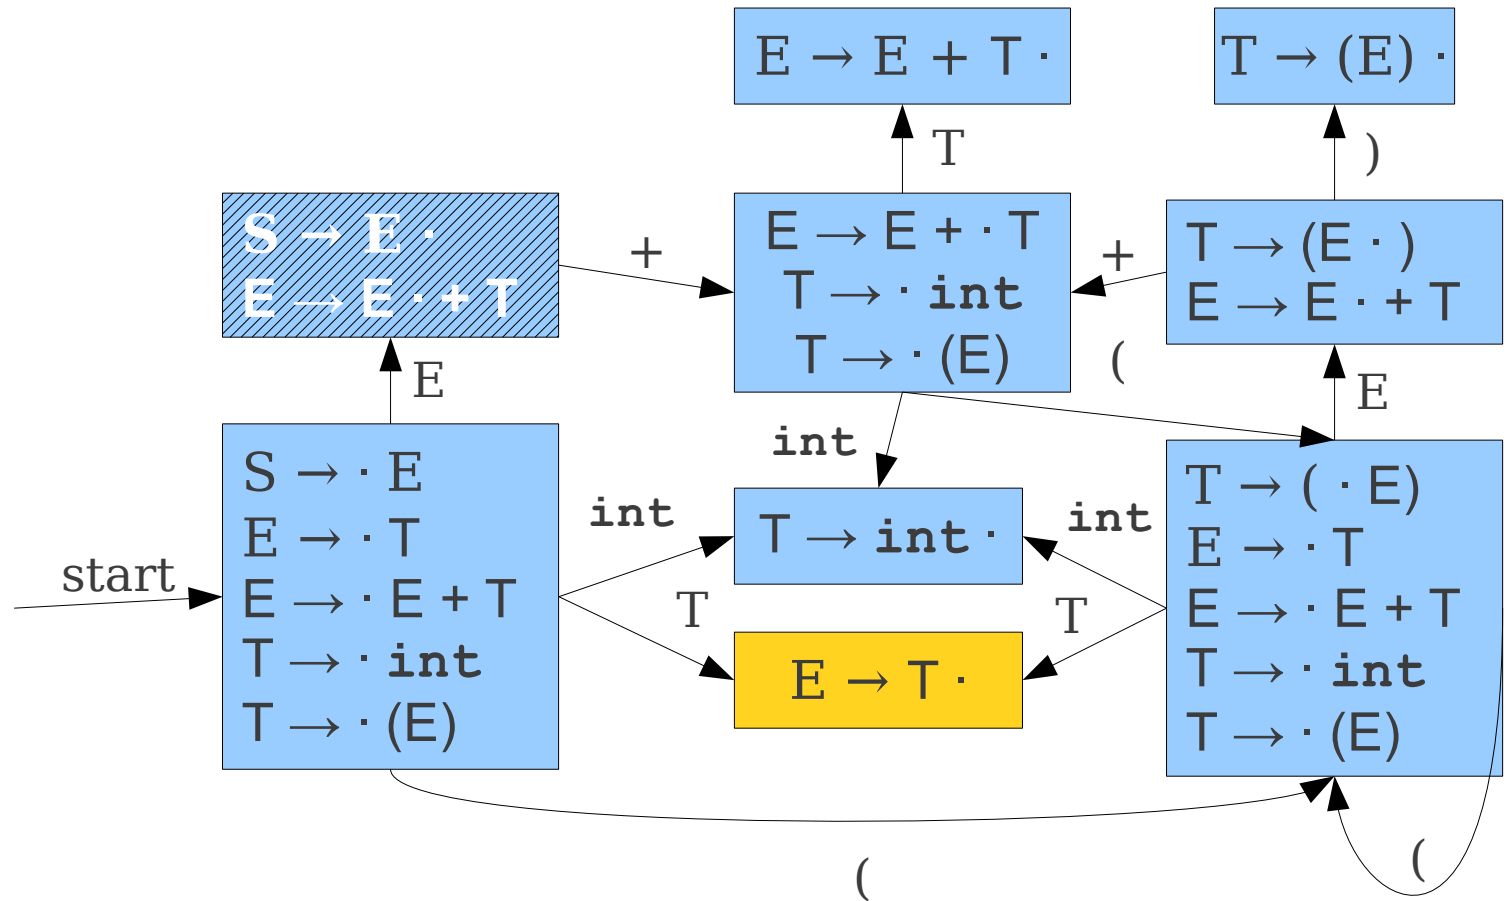 E → E + T ·
T → (E) ·
T
)
S → E ·
E → E · + T
+
E → E + · T
T → · int
T → · (E)
+
T → (E · )
E → E · + T
E
(
E
int
S → · E
E → · T
E → · E + T
T → · int
T → · (E)
start
int
T → int ·
int
T
E → T ·
T
T → ( · E)
E → · T
E → · E + T
T → · int
T → · (E)
(
(